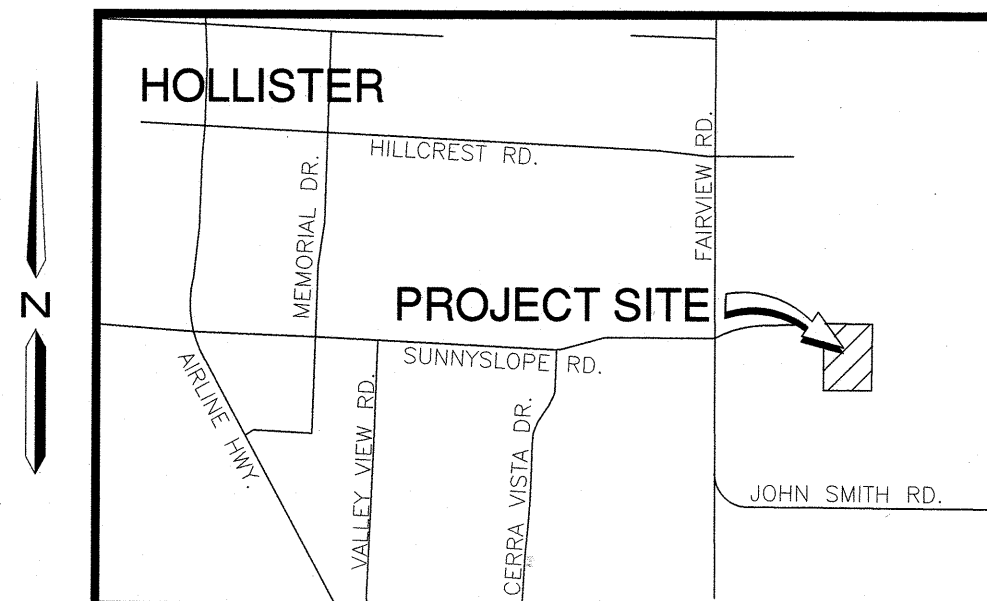 HOLLISTER
HILLCREST RD.
MEMORIAL DR.
FAIRVIEW RD.
N
PROJECT SITE
SUNNYSLOPE RD.
AIRLINE HWY.
VALLEY VIEW RD.
CERRA VISTA DR.
JOHN SMITH RD.